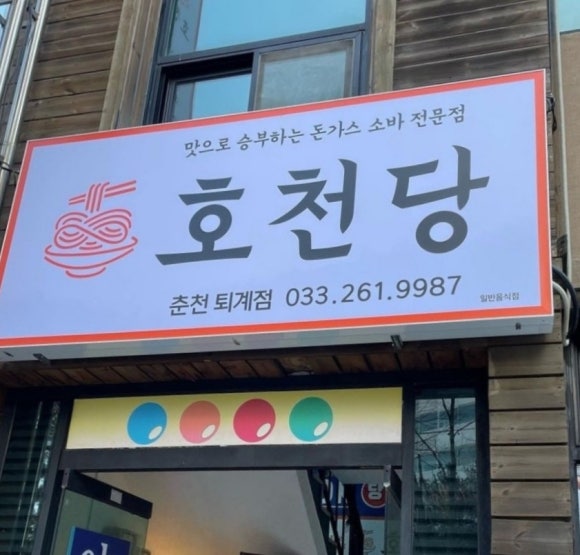 맛으로 승부하는 돈가스 소바 전문점
호천당
춘천 퇴계점 033.261.9987
일반음식점
당